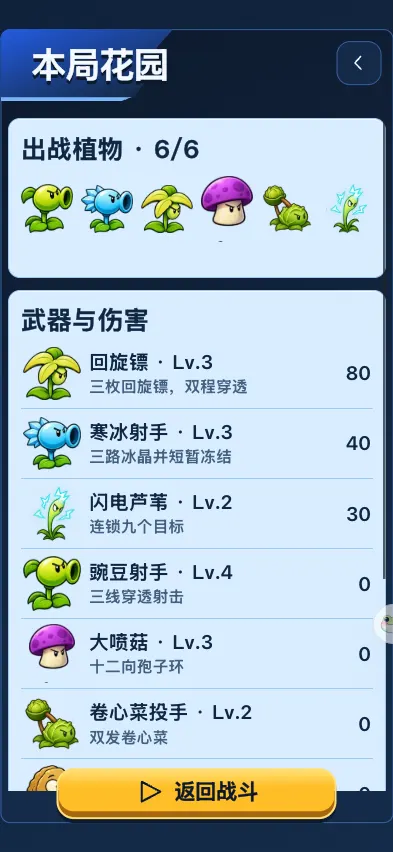 本局花园
出战植物 · 6/6
武器与伤害
回旋镖 · Lv.3
三枚回旋镖，双程穿透
80
寒冰射手 · Lv.3
三路冰晶并短暂冻结
40
闪电芦苇 · Lv.2
连锁九个目标
30
豌豆射手 · Lv.4
三线穿透射击
0
大喷菇 · Lv.3
十二向孢子环
0
卷心菜投手 · Lv.2
双发卷心菜
0
返回战斗